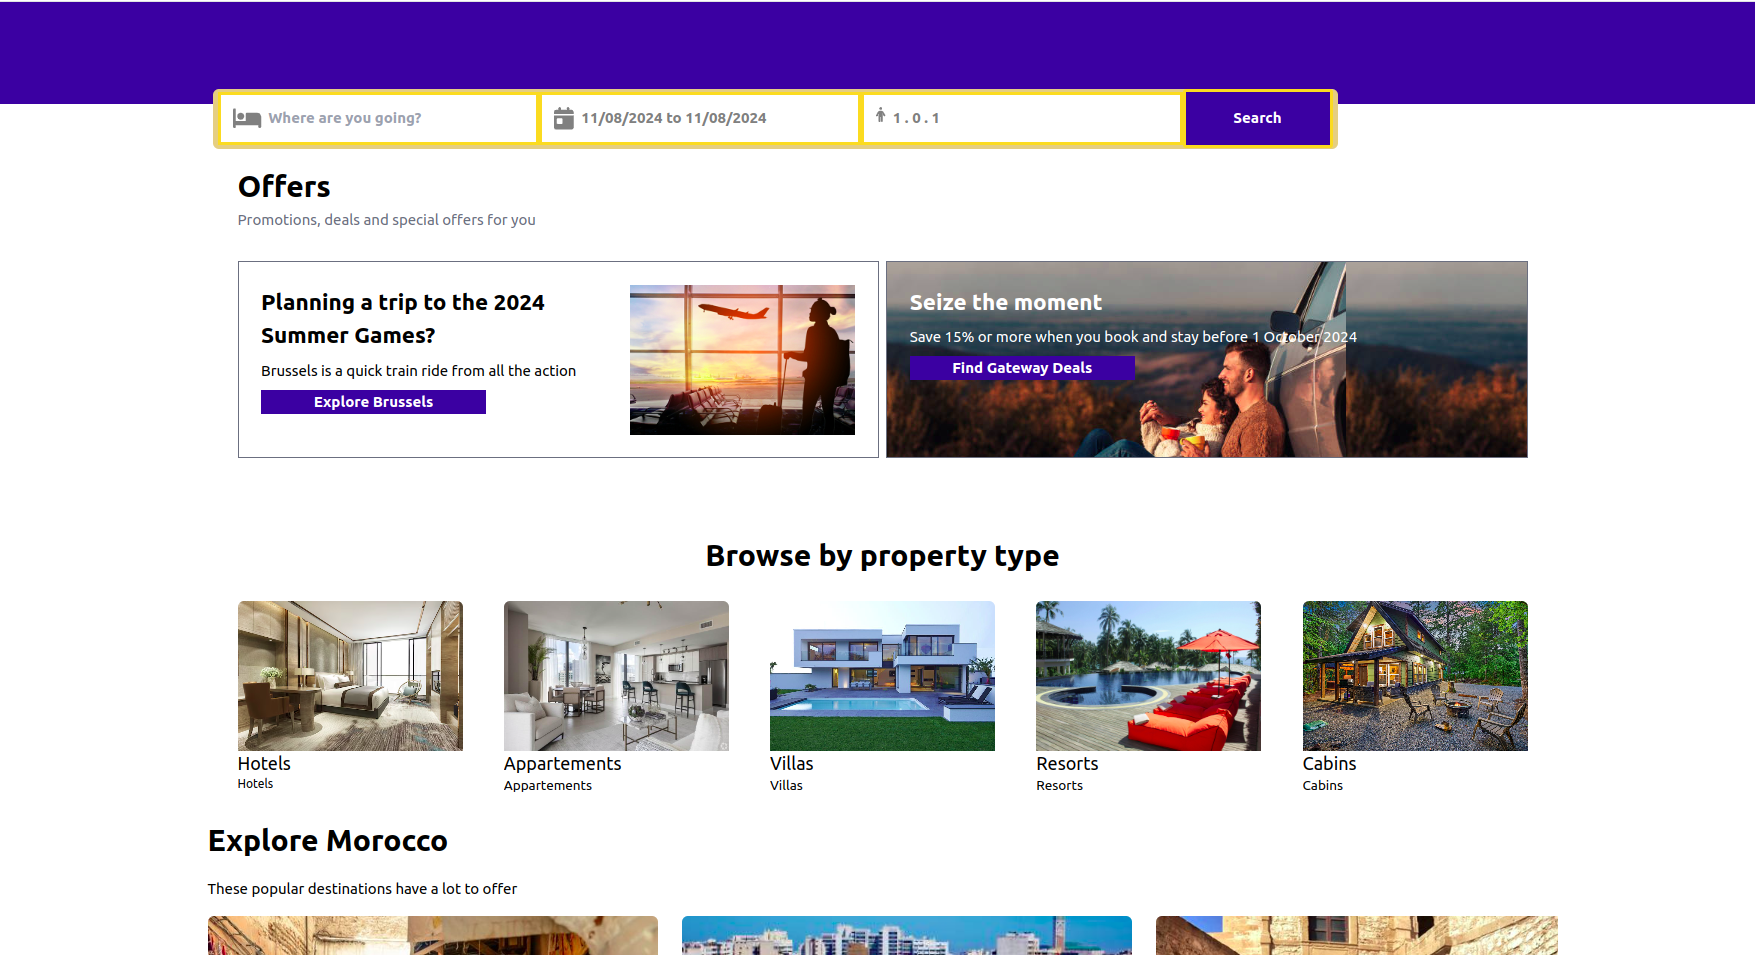 Where are you going?
11/08/2024 to 11/08/2024
1 . 0 . 1
Search
Offers
Promotions, deals and special offers for you
Planning a trip to the 2024
Summer Games?
Brussels is a quick train ride from all the action
Explore Brussels
Seize the moment
Save 15% or more when you book and stay before 1 October 2024
Find Gateway Deals
Browse by property type
Hotels
Hotels
Appartements
Appartements
Villas
Villas
Resorts
Resorts
Cabins
Cabins
Explore Morocco
These popular destinations have a lot to offer